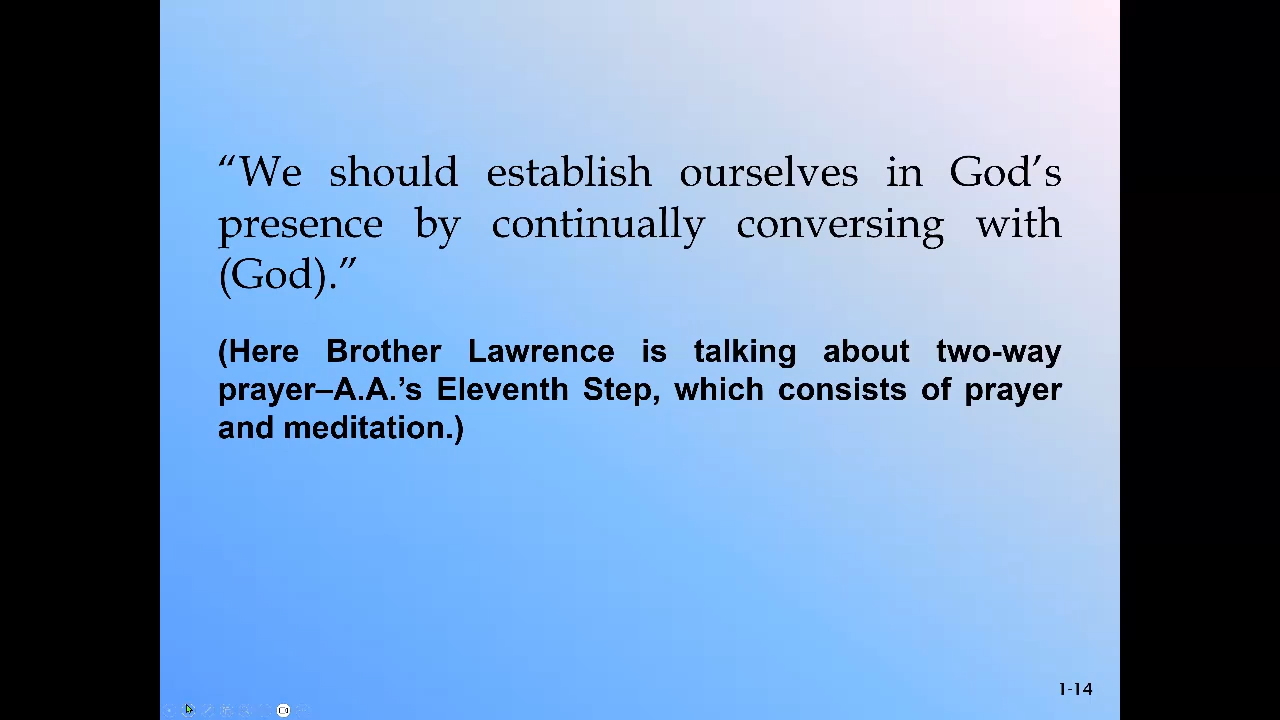 “We should establish ourselves in God’s
presence by continually conversing with
(God).”
(Here Brother Lawrence is talking about two-way
prayer–A.A.’s Eleventh Step, which consists of prayer
and meditation.)
1-14